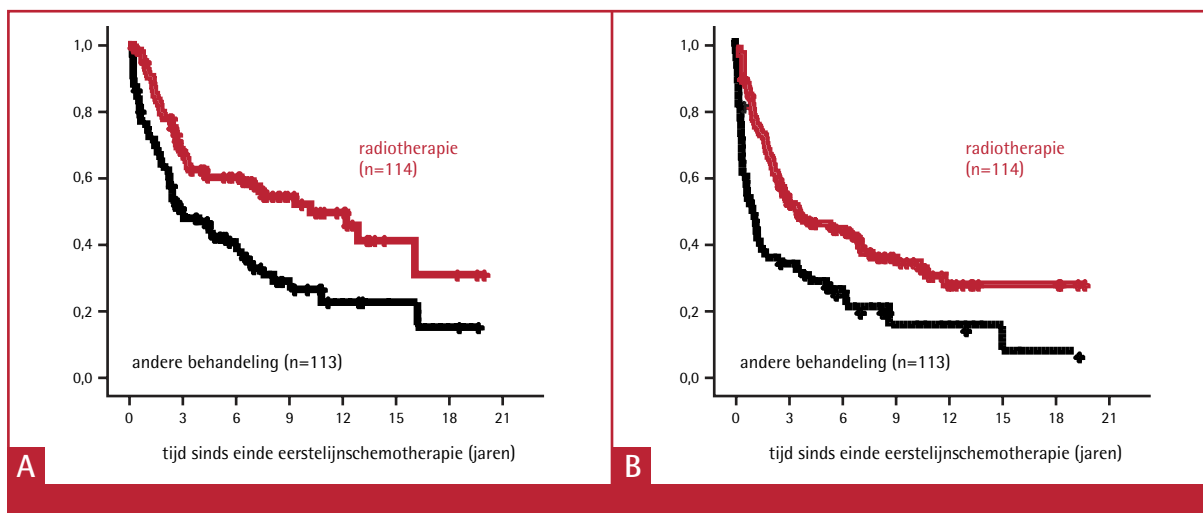 1,0
0,8
0,6
0,4
0,2
0,0
radiotherapie
(n=114)
andere behandeling (n=113)
0 3 6 9 12 15 18 21
tijd sinds einde eerstelijnschemotherapie (jaren)
A
1,0
0,8
0,6
0,4
0,2
0,0
radiotherapie
(n=114)
andere behandeling (n=113)
0 3 6 9 12 15 18 21
tijd sinds einde eerstelijnschemotherapie (jaren)
B